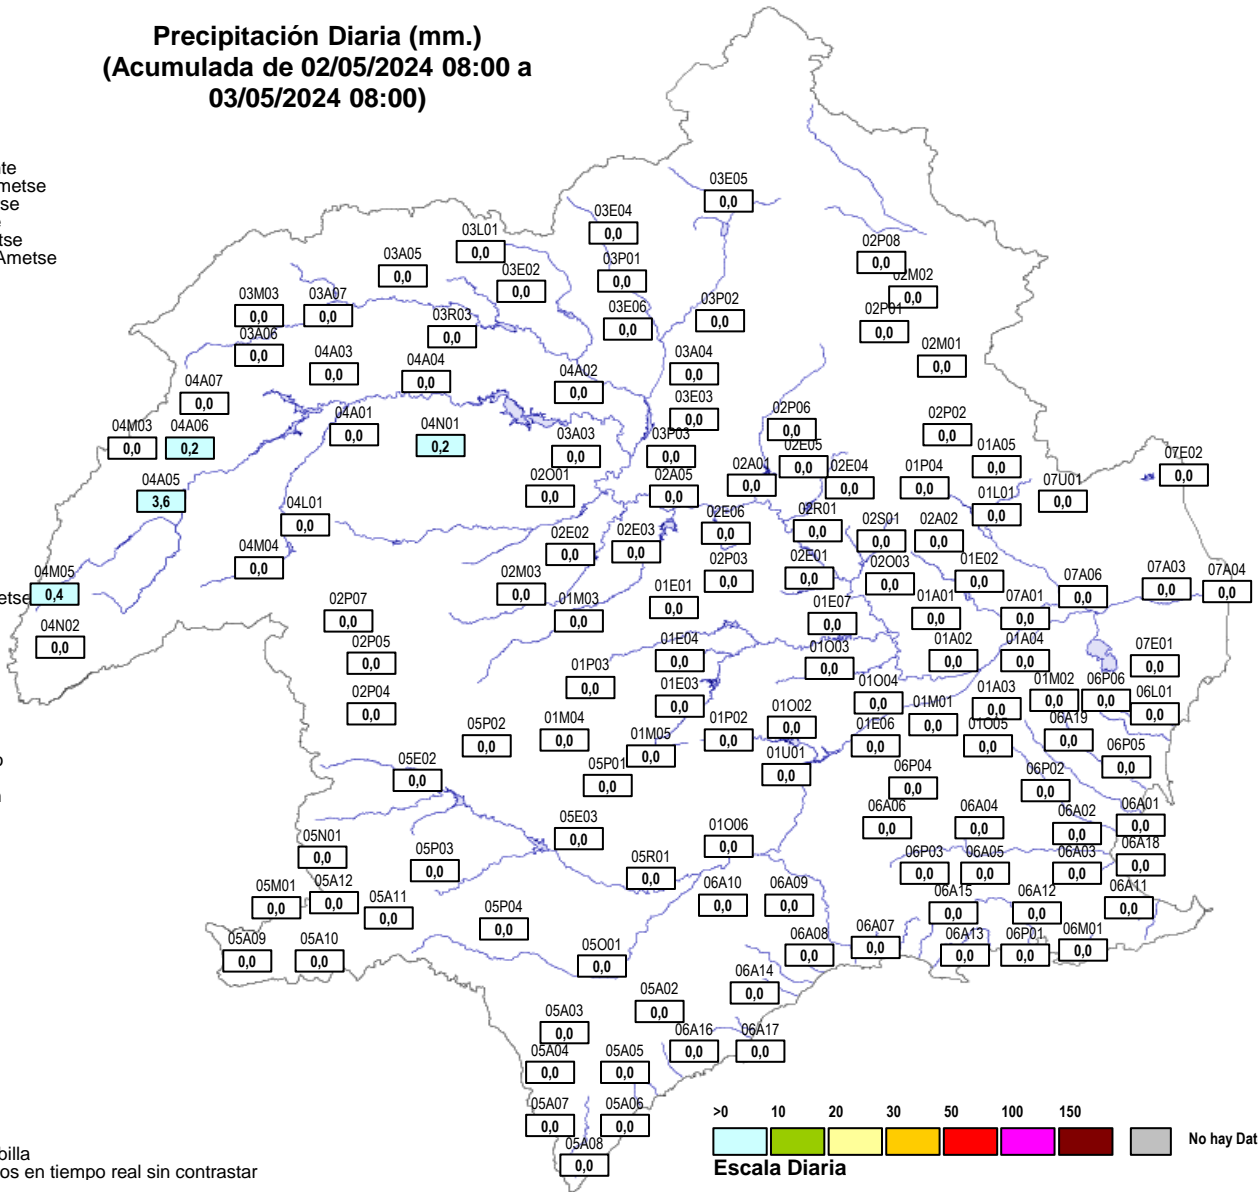 Precipitación Diaria (mm.)
(Acumulada de 02/05/2024 08:00 a
03/05/2024 08:00)
03E05
0,0
03E04
0,0
03L01
0,0
03A05
0,0
03E02
0,0
03P01
0,0
02P08
0,0
02M02
0,0
03M03
0,0
03A07
0,0
03R03
0,0
03E06
0,0
03P02
0,0
02P01
0,0
03A06
0,0
04A03
0,0
04A04
0,0
04A02
0,0
03A04
0,0
02M01
0,0
04A07
0,0
03E03
0,0
04M03
0,0
04A06
0,2
04A01
0,0
04N01
0,2
03A03
0,0
03P03
0,0
02P06
0,0
02E05
0,0
02P02
0,0
01A05
0,0
07E02
0,0
04A05
3,6
02O01
0,0
02A05
0,0
02A01
0,0
02E04
0,0
01P04
0,0
01L01
0,0
07U01
0,0
04L01
0,0
04M04
0,0
02E02
0,0
02E03
0,0
02E06
0,0
02R01
0,0
02S01
0,0
02A02
0,0
04M05
0,4
02M03
0,0
01M03
0,0
01E01
0,0
02P03
0,0
02E01
0,0
02O03
0,0
01E02
0,0
07A06
0,0
07A03
0,0
07A04
0,0
04N02
0,0
02P07
0,0
02P05
0,0
02P04
0,0
01E07
0,0
01A01
0,0
07A01
0,0
01E04
0,0
01O03
0,0
01A02
0,0
01A04
0,0
07E01
0,0
01P03
0,0
01E03
0,0
01O04
0,0
01A03
0,0
01M02
0,0
06P06
0,0
06L01
0,0
05P02
0,0
01M04
0,0
01M05
0,0
01P02
0,0
01O02
0,0
01E06
0,0
01M01
0,0
01O05
0,0
06A19
0,0
06P05
0,0
05E02
0,0
05P01
0,0
01U01
0,0
06P04
0,0
06P02
0,0
05E03
0,0
01O06
0,0
06A06
0,0
06A04
0,0
06A02
0,0
06A01
0,0
05N01
0,0
05P03
0,0
05R01
0,0
06P03
0,0
06A05
0,0
06A03
0,0
06A18
0,0
05M01
0,0
05A12
0,0
05A11
0,0
05P04
0,0
06A10
0,0
06A09
0,0
06A15
0,0
06A12
0,0
06A11
0,0
05A09
0,0
05A10
0,0
05O01
0,0
06A08
0,0
06A07
0,0
06A13
0,0
06P01
0,0
06M01
0,0
05A02
0,0
06A14
0,0
05A03
0,0
06A16
0,0
06A17
0,0
05A04
0,0
05A05
0,0
05A07
0,0
05A06
0,0
05A08
0,0
>0 10 20 30 50 100 150
No hay Dat
Escala Diaria
billa
os en tiempo real sin contrastar